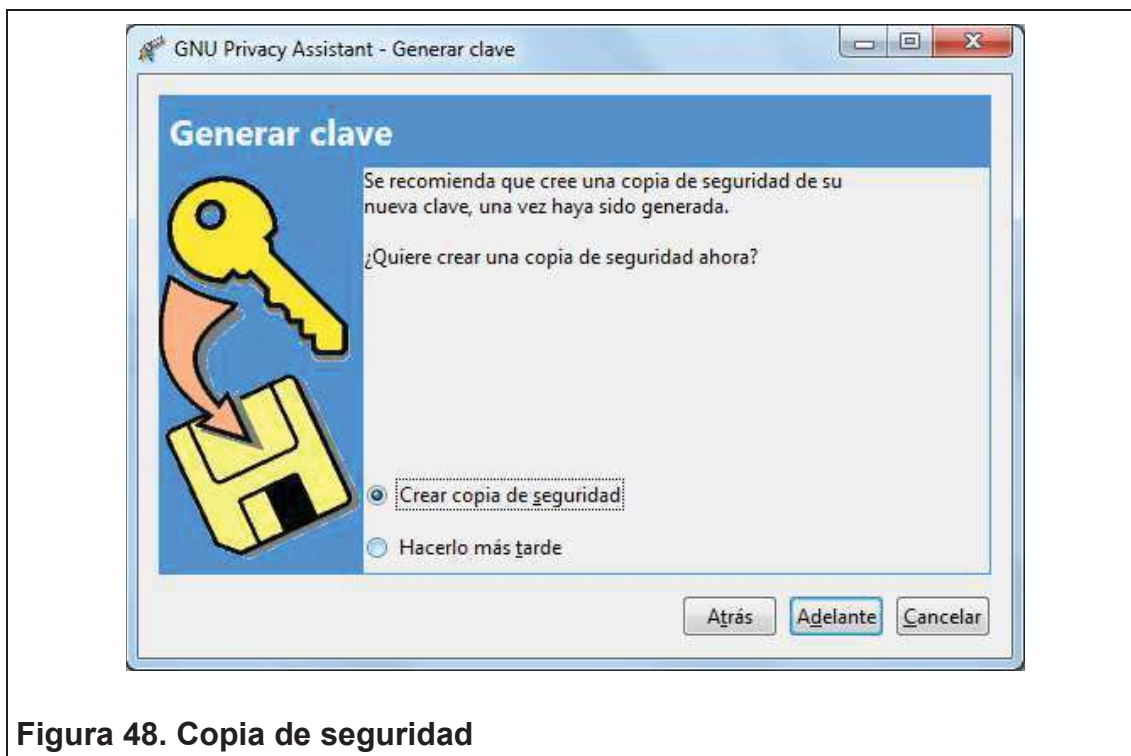 GNU Privacy Assistant - Generar clave
Generar clave
Se recomienda que cree una copia de seguridad de su
nueva clave, una vez haya sido generada.
¿Quiere crear una copia de seguridad ahora?
Crear copia de seguridad
Hacerlo más tarde
Atrás Adelante Cancelar
Figura 48. Copia de seguridad